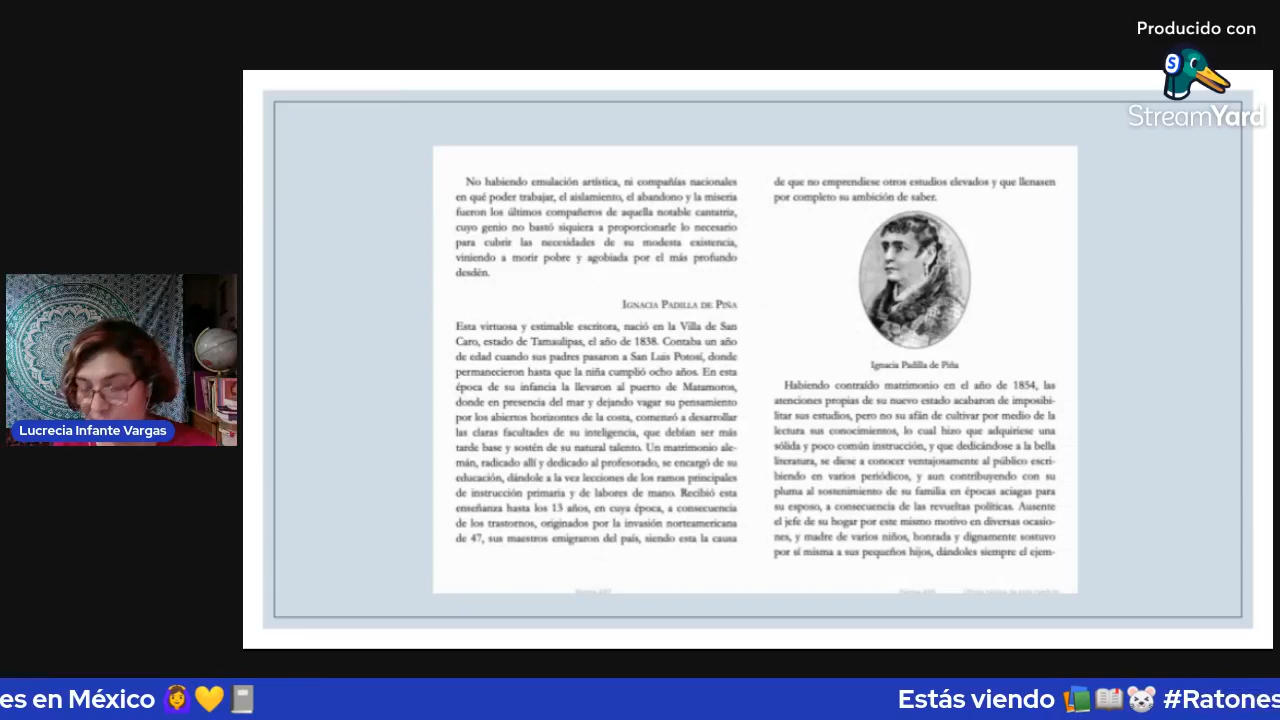 Producido con
StreamYard
No habiendo emulación artística, ni compañías nacionales
en qué poder trabajar, el aislamiento, el abandono y la miseria
fueron los últimos compañeros de aquella notable cantatriz,
cuyo genio no bastó siquiera a proporcionarle lo necesario
para cubrir las necesidades de su modesta existencia,
viniendo a morir pobre y agobiada por el más profundo
desdén.
Ignacia Padilla de Piña
Esta virtuosa y estimable escritora, nació en la Villa de San
Caro, estado de Tamaulipas, el año de 1838. Contaba un año
de edad cuando sus padres pasaron a San Luis Potosí, donde
permanecieron hasta que la niña cumplió ocho años. En esta
época de su infancia la llevaron al puerto de Matamoros,
donde en presencia del mar y dejando vagar su pensamiento
por los abiertos horizontes de la costa, comenzó a desarrollar
las claras facultades de su inteligencia, que debían ser más
tarde base y sostén de su natural talento. Un matrimonio ale-
mán, radicado allí y dedicado al profesorado, se encargó de su
educación, dándole a la vez lecciones de los ramos principales
de instrucción primaria y de labores de mano. Recibió esta
enseñanza hasta los 13 años, en cuya época, a consecuencia
de los trastornos, originados por la invasión norteamericana
de 47, sus maestros emigraron del país, siendo esta la causa
de que no emprendiese otros estudios elevados y que llenasen
por completo su ambición de saber.
Ignacia Padilla de Piña
Habiendo contraído matrimonio en el año de 1854, las
atenciones propias de su nuevo estado acabaron de imposibi-
litar sus estudios, pero no su afán de cultivar por medio de la
lectura sus conocimientos, lo cual hizo que adquiriese una
sólida y poco común instrucción, y que dedicándose a la bella
literatura, se diese a conocer ventajosamente al público escri-
biendo en varios periódicos, y aun contribuyendo con su
pluma al sostenimiento de su familia en épocas aciagas para
su esposo, a consecuencia de las revueltas políticas. Ausente
el jefe de su hogar por este mismo motivo en diversas ocasio-
nes, y madre de varios niños, honrada y dignamente sostuvo
por sí misma a sus pequeños hijos, dándoles siempre el ejem-
Lucrecia Infante Vargas
es en México 🙆‍♀️💛📓
Estás viendo 📚📖🐭 #Ratones